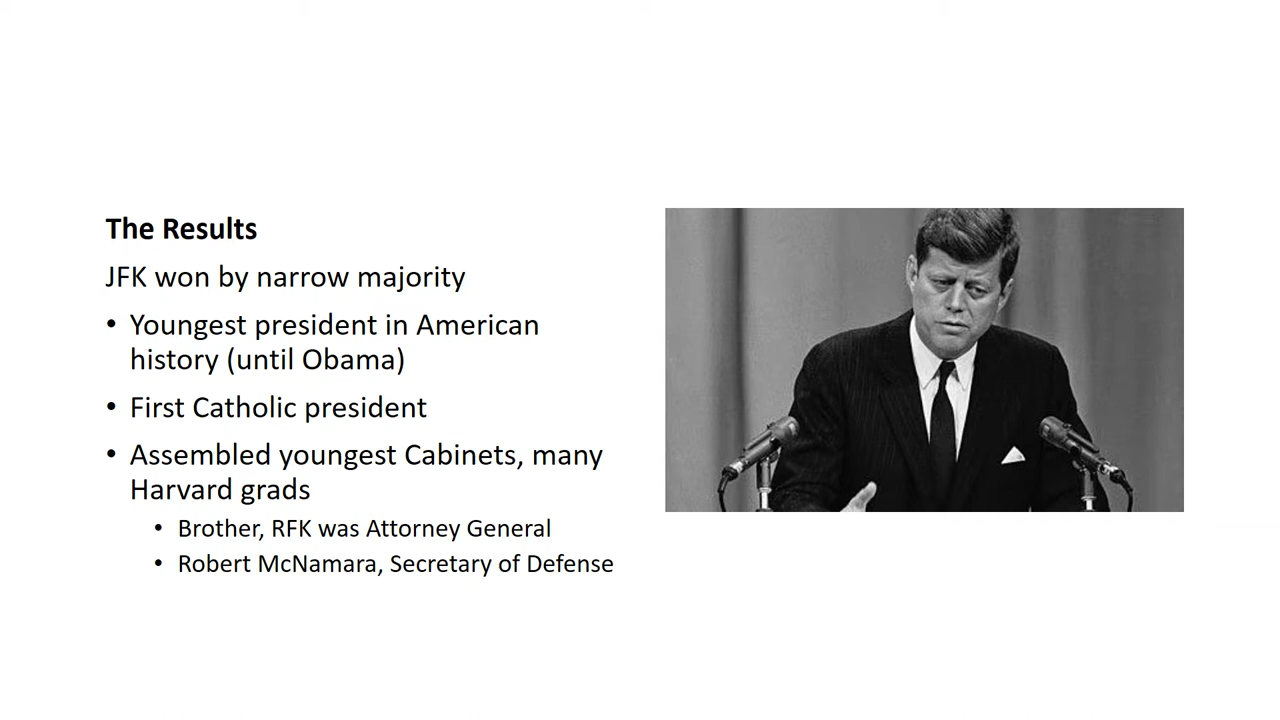 The Results
JFK won by narrow majority
• Youngest president in American
history (until Obama)
• First Catholic president
• Assembled youngest Cabinets, many
Harvard grads
• Brother, RFK was Attorney General
• Robert McNamara, Secretary of Defense